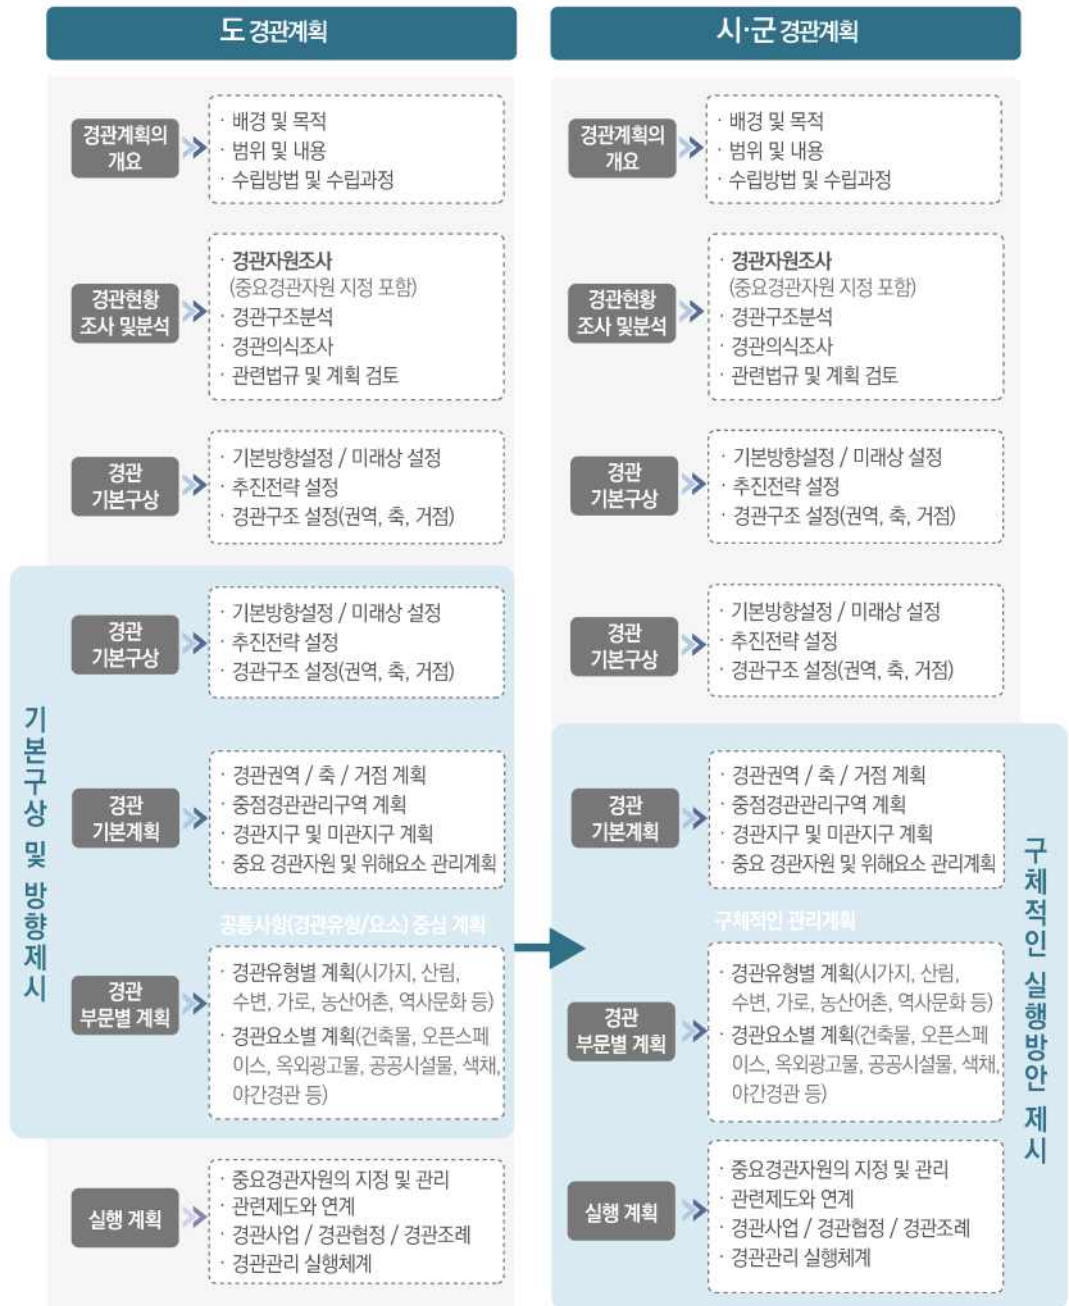 도 경관계획
경관계획의
개요
· 배경 및 목적
· 범위 및 내용
· 수립방법 및 수립과정
경관현황
조사 및분석
· 경관자원조사
(중요경관자원 지정 포함)
· 경관구조분석
· 경관의식조사
· 관련법규 및 계획 검토
경관
기본구상
· 기본방향설정 / 미래상 설정
· 추진전략 설정
· 경관구조 설정(권역, 축, 거점)
기본구상 및 방향제시
경관
기본구상
· 기본방향설정 / 미래상 설정
· 추진전략 설정
· 경관구조 설정(권역, 축, 거점)
경관
기본계획
· 경관권역 / 축 / 거점 계획
· 중점경관관리구역 계획
· 경관지구 및 미관지구 계획
· 중요 경관자원 및 위해요소 관리계획
공통사항(경관유형/요소) 중심 계획
경관
부문별 계획
· 경관유형별 계획(시가지, 산림,
수변, 가로, 농산어촌, 역사문화 등)
· 경관요소별 계획(건축물, 오픈스페
이스, 옥외광고물, 공공시설물, 색채,
야간경관 등)
실행 계획
· 중요경관자원의 지정 및 관리
· 관련제도와 연계
· 경관사업 / 경관협정 / 경관조례
· 경관관리 실행체계
시·군 경관계획
경관계획의
개요
· 배경 및 목적
· 범위 및 내용
· 수립방법 및 수립과정
경관현황
조사 및분석
· 경관자원조사
(중요경관자원 지정 포함)
· 경관구조분석
· 경관의식조사
· 관련법규 및 계획 검토
경관
기본구상
· 기본방향설정 / 미래상 설정
· 추진전략 설정
· 경관구조 설정(권역, 축, 거점)
경관
기본구상
· 기본방향설정 / 미래상 설정
· 추진전략 설정
· 경관구조 설정(권역, 축, 거점)
경관
기본계획
· 경관권역 / 축 / 거점 계획
· 중점경관관리구역 계획
· 경관지구 및 미관지구 계획
· 중요 경관자원 및 위해요소 관리계획
구체적인 관리계획
경관
부문별 계획
· 경관유형별 계획(시가지, 산림,
수변, 가로, 농산어촌, 역사문화 등)
· 경관요소별 계획(건축물, 오픈스페
이스, 옥외광고물, 공공시설물, 색채,
야간경관 등)
실행 계획
· 중요경관자원의 지정 및 관리
· 관련제도와 연계
· 경관사업 / 경관협정 / 경관조례
· 경관관리 실행체계
구체적인 실행방안 제시